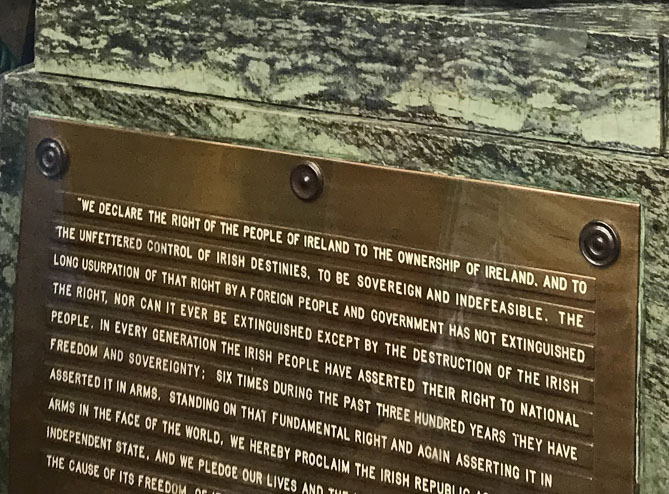 "WE DECLARE THE RIGHT OF THE PEOPLE OF IRELAND TO THE OWNERSHIP OF IRELAND, AND TO
THE UNFETTERED CONTROL OF IRISH DESTINIES, TO BE SOVEREIGN AND INDEFEASIBLE. THE
LONG USURPATION OF THAT RIGHT BY A FOREIGN PEOPLE AND GOVERNMENT HAS NOT EXTINGUISHED
THE RIGHT, NOR CAN IT EVER BE EXTINGUISHED EXCEPT BY THE DESTRUCTION OF THE IRISH
PEOPLE. IN EVERY GENERATION THE IRISH PEOPLE HAVE ASSERTED THEIR RIGHT TO NATIONAL
FREEDOM AND SOVEREIGNTY; SIX TIMES DURING THE PAST THREE HUNDRED YEARS THEY HAVE
ASSERTED IT IN ARMS. STANDING ON THAT FUNDAMENTAL RIGHT AND AGAIN ASSERTING IT IN
ARMS IN THE FACE OF THE WORLD, WE HEREBY PROCLAIM THE IRISH REPUBLIC
INDEPENDENT STATE, AND WE PLEDGE OUR LIVES AND THE
THE CAUSE OF ITS FREEDOM,